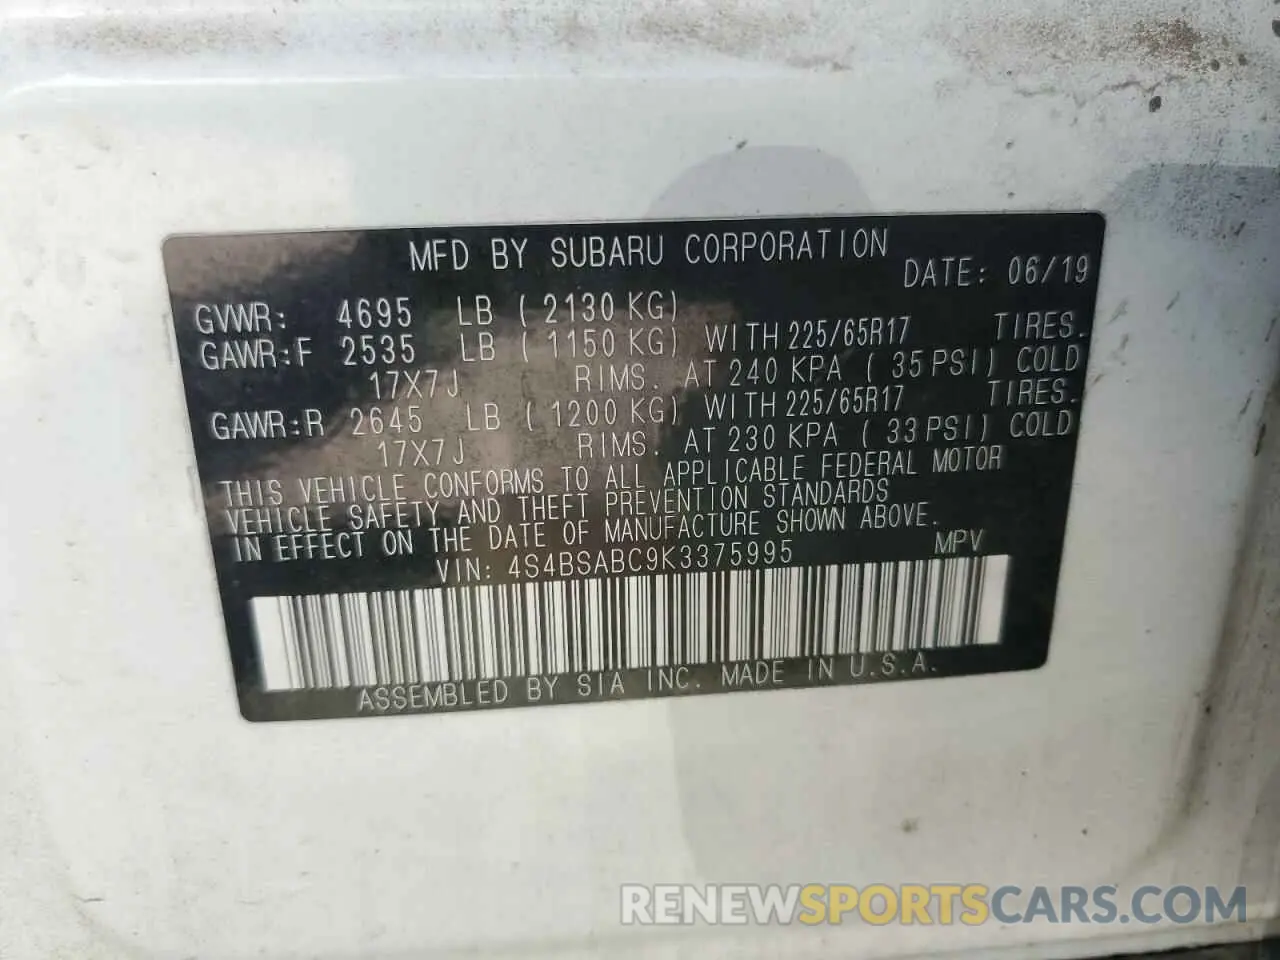 MFD BY SUBARU CORPORATION
DATE: 06/19
GVWR: 4695 LB ( 2130 KG)
GAWR:F 2535 LB ( 1150 KG) WITH 225/65R17 TIRES.
17X7J RIMS. AT 240 KPA ( 35 PSI) COLD
GAWR:R 2645 LB ( 1200 KG) WITH 225/65R17 TIRES.
17X7J RIMS. AT 230 KPA ( 33 PSI) COLD
THIS VEHICLE CONFORMS TO ALL APPLICABLE FEDERAL MOTOR
VEHICLE SAFETY AND THEFT PREVENTION STANDARDS
IN EFFECT ON THE DATE OF MANUFACTURE SHOWN ABOVE.
VIN: 4S4BSABC9K3375995 MPV
ASSEMBLED BY SIA INC. MADE IN U.S.A.
RENEWSPORTSCARS.COM